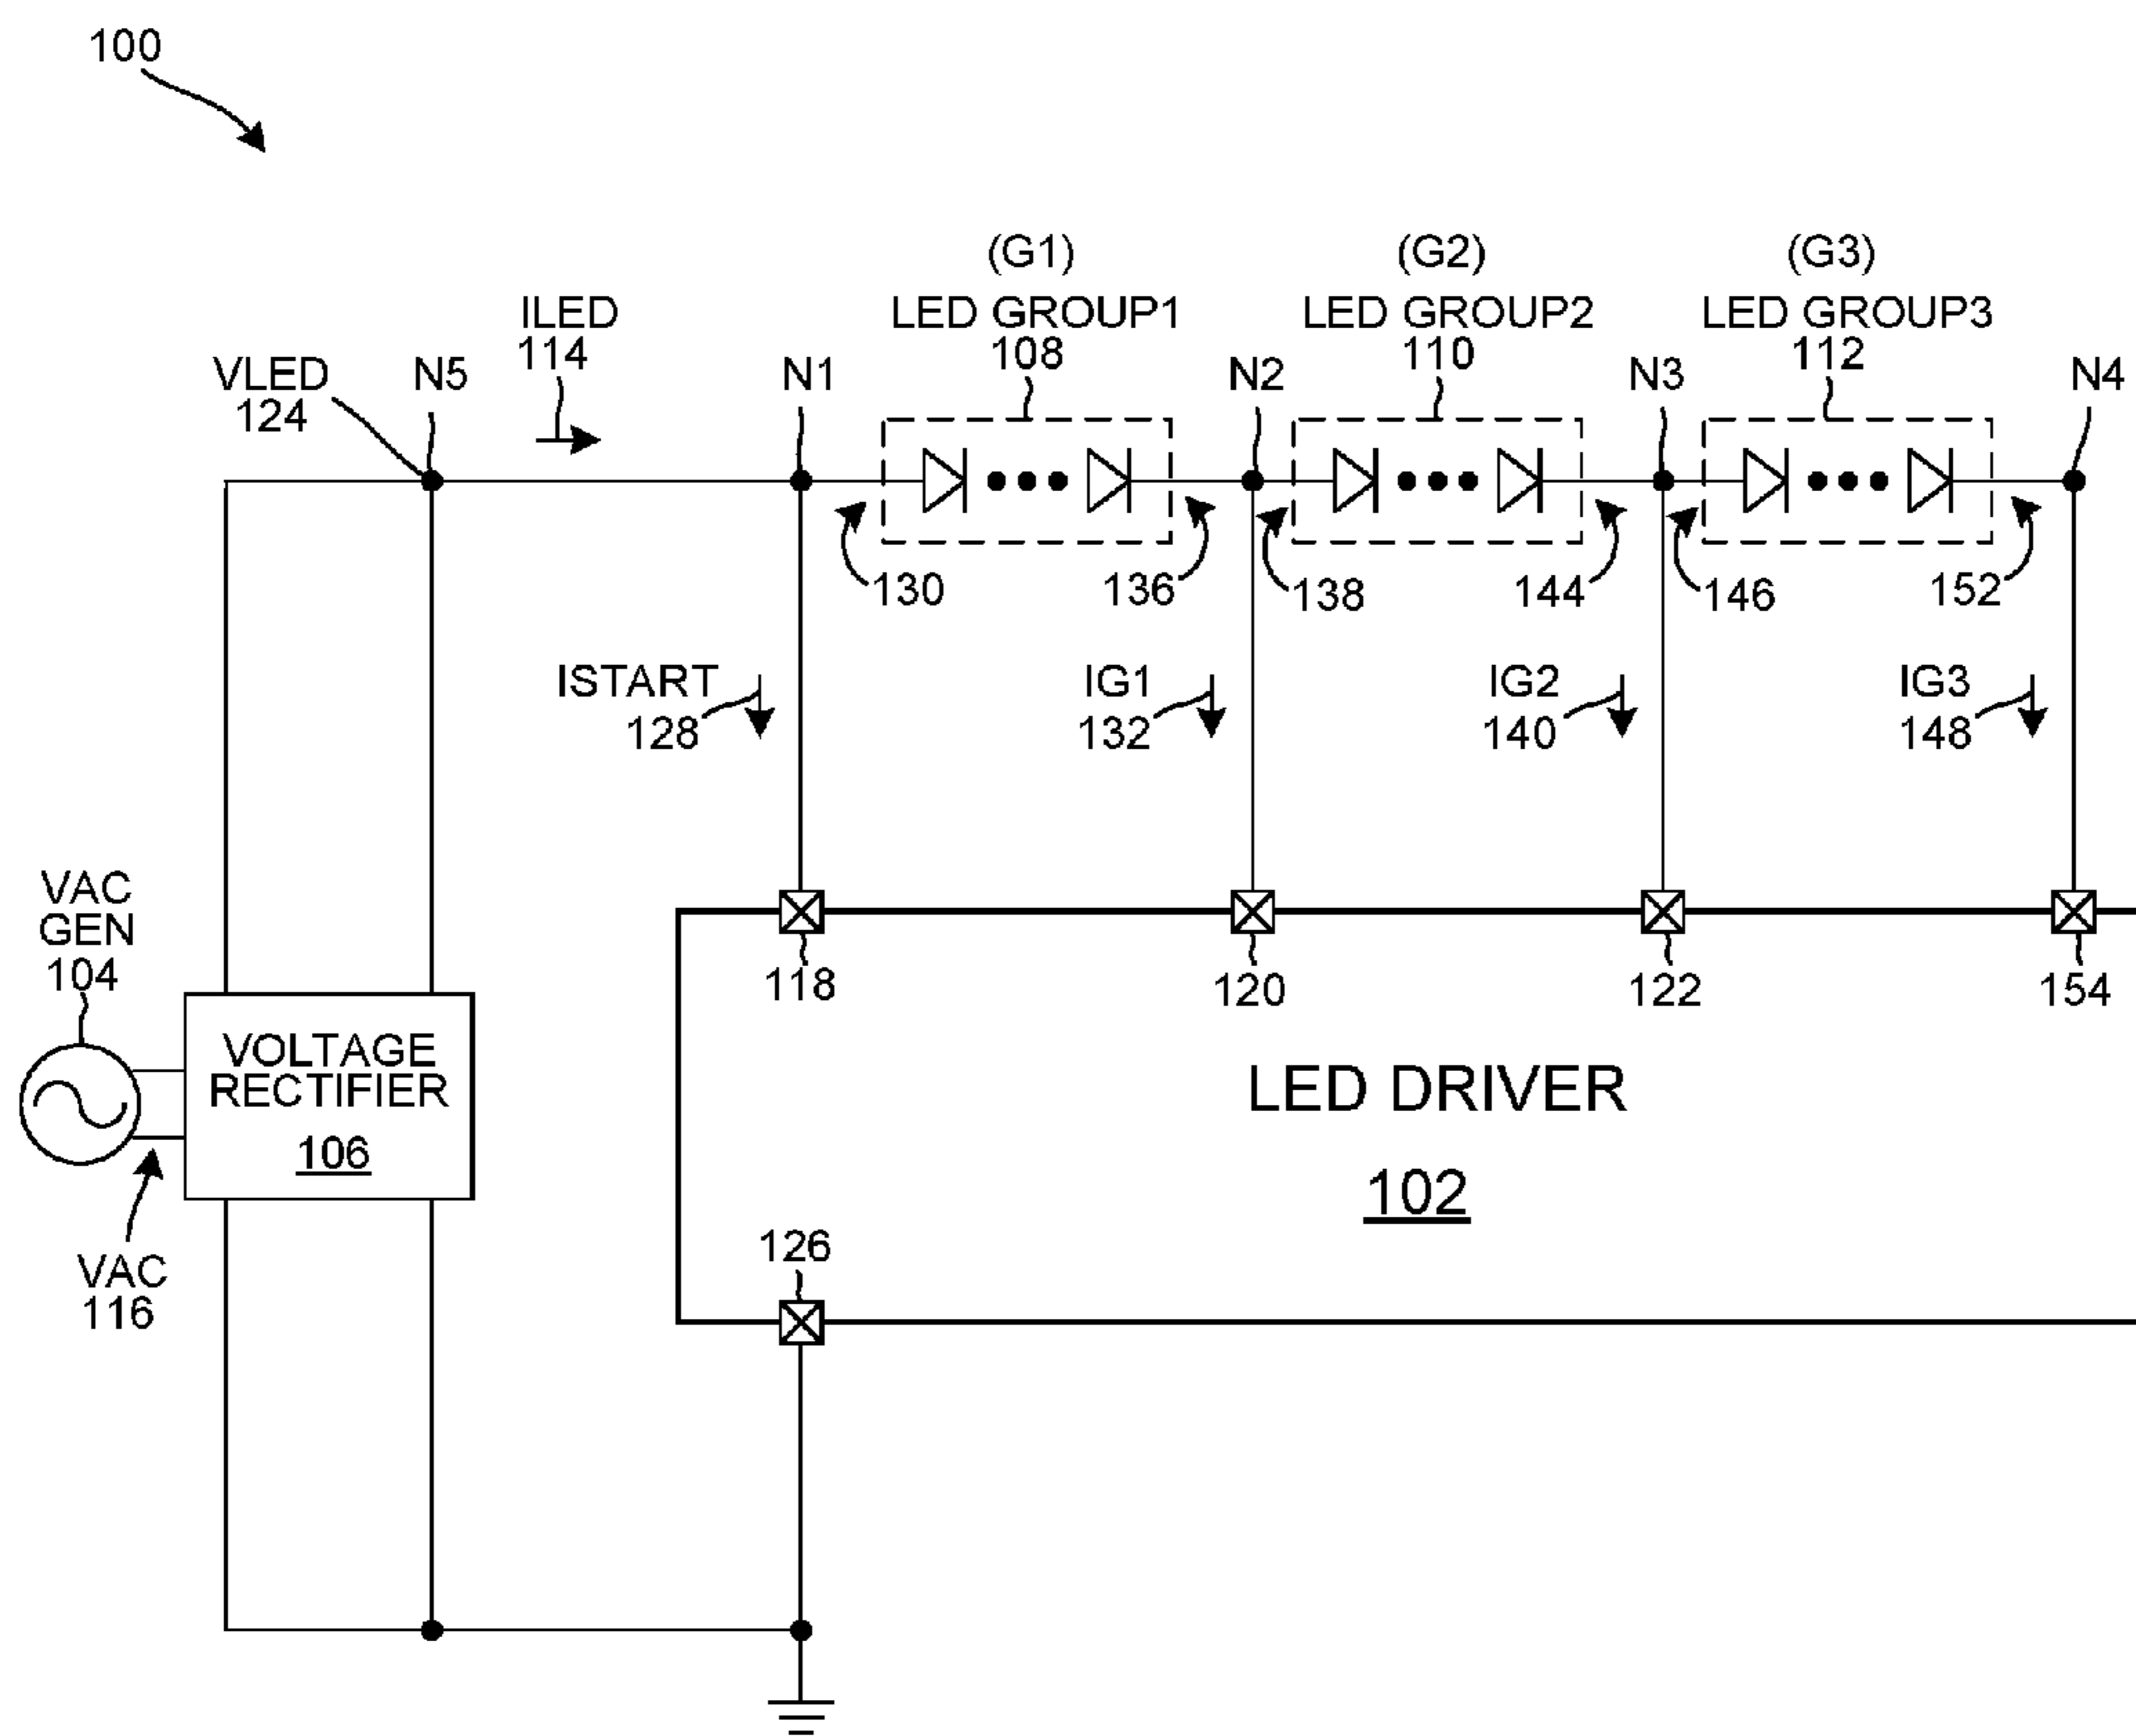 100
(G1)
(G2)
(G3)
ILED
114
LED GROUP1
108
LED GROUP2
110
LED GROUP3
112
VLED
124
N5
N1
N2
N3
N4
130
136
138
144
146
152
ISTART
128
IG1
132
IG2
140
IG3
148
VAC
GEN
104
118
120
122
154
VOLTAGE
RECTIFIER
106
LED DRIVER
102
126
VAC
116